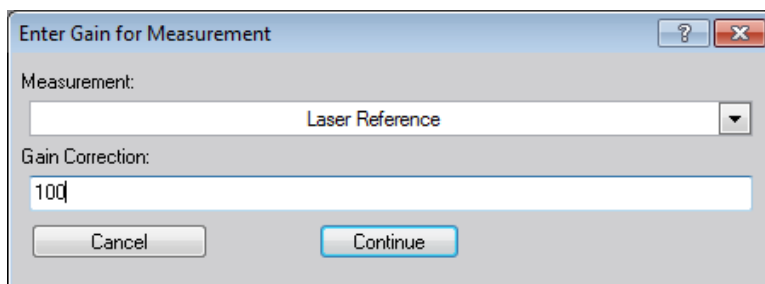 Enter Gain for Measurement
?
Measurement:
Laser Reference
Gain Correction:
100
Cancel Continue